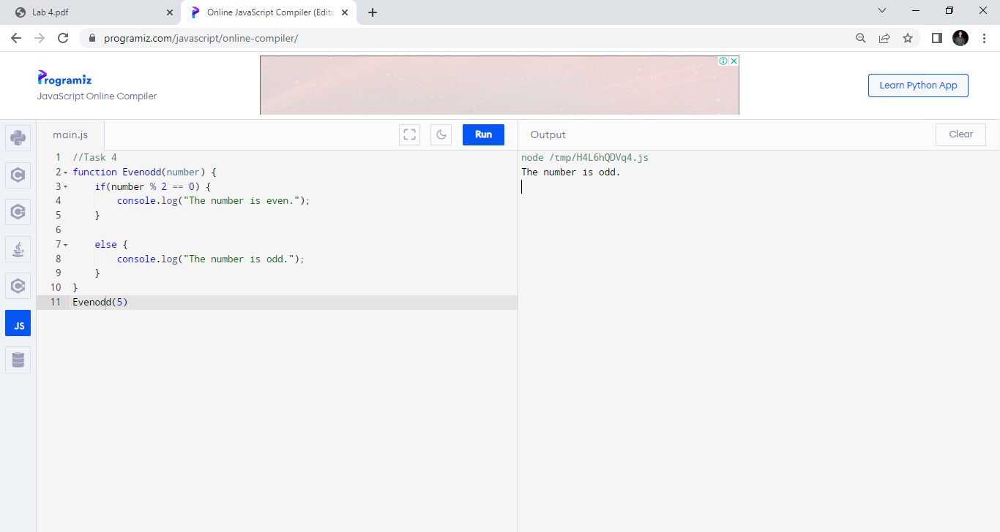 Lab 4.pdf
Online JavaScript Compiler (Edito
programiz.com/javascript/online-compiler/
Programiz
JavaScript Online Compiler
Learn Python App
main.js
Run
Output
Clear
1 //Task 4
2 function Evenodd(number) {
3     if(number % 2 == 0) {
4         console.log("The number is even.");
5     }
6
7     else {
8         console.log("The number is odd.");
9     }
10 }
11 Evenodd(5)
JS
node /tmp/H4L6hQDVq4.js
The number is odd.